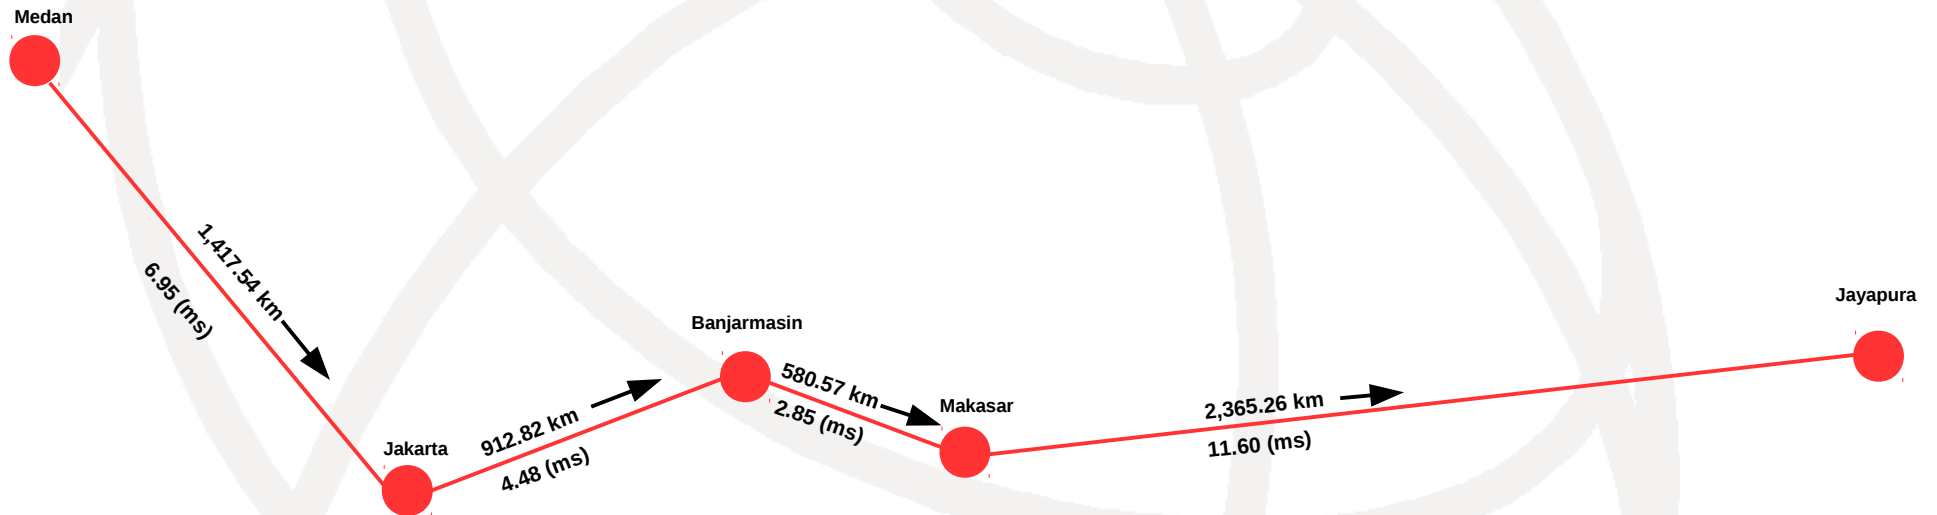 Medan
1,417.54 km
6.95 (ms)
Jakarta
912.82 km
4.48 (ms)
Banjarmasin
580.57 km
2.85 (ms)
Makasar
2,365.26 km
11.60 (ms)
Jayapura